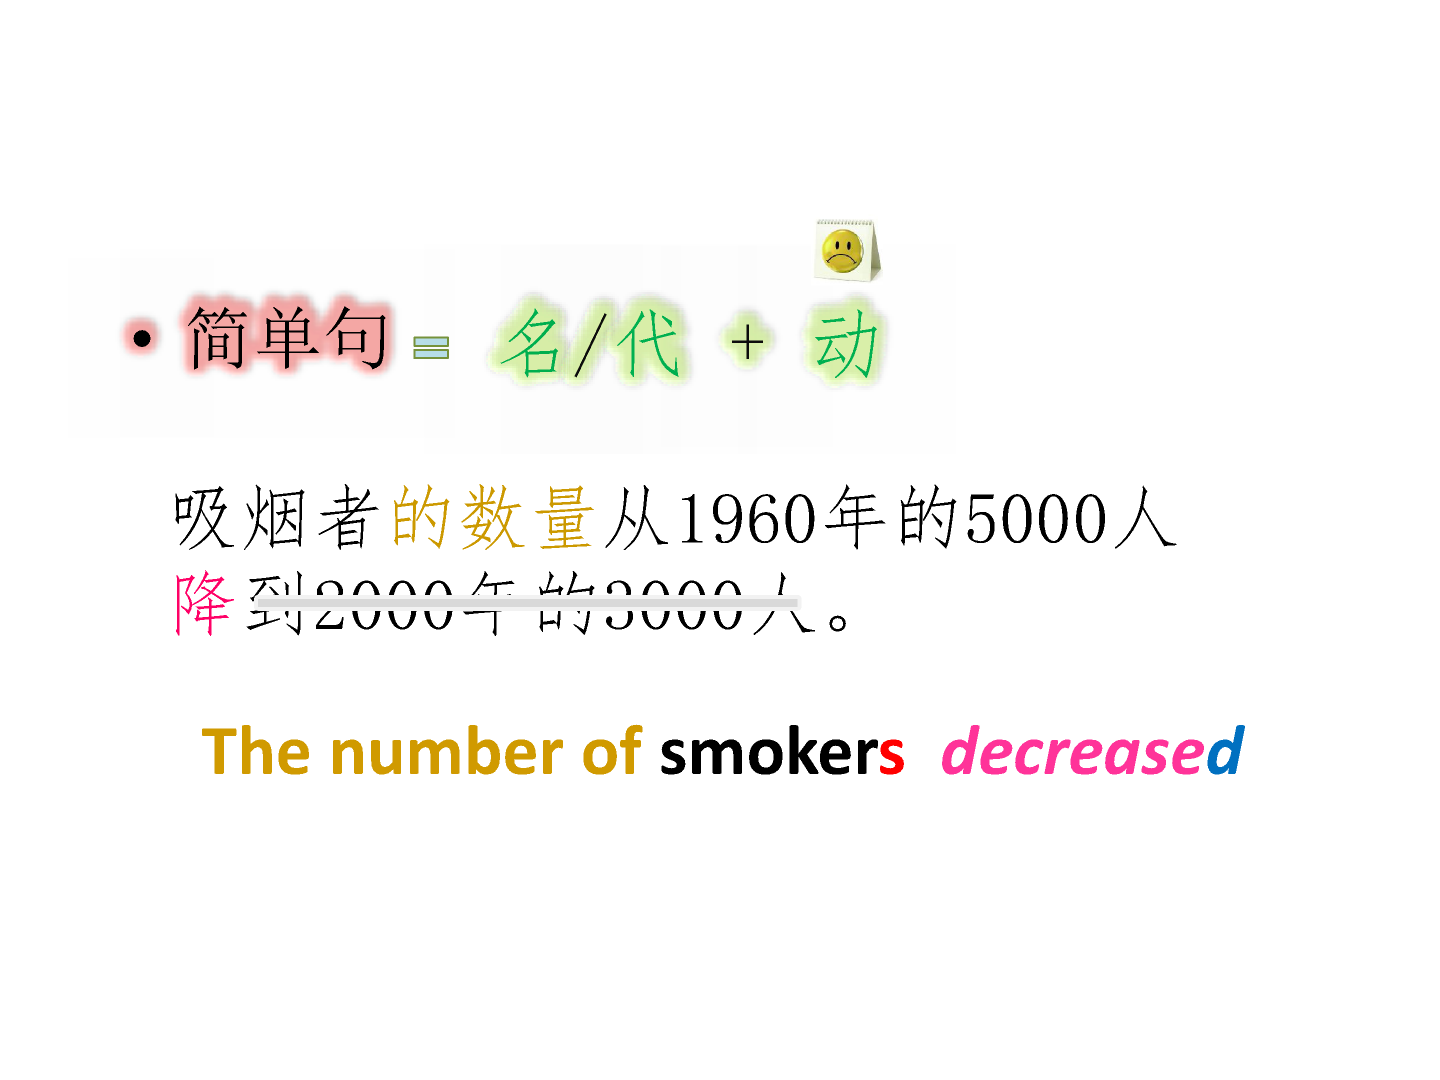 • 简单句 = 名/代 + 动
吸烟者的数量从1960年的5000人
降到2000年的3000人。
The number of smokers decreased